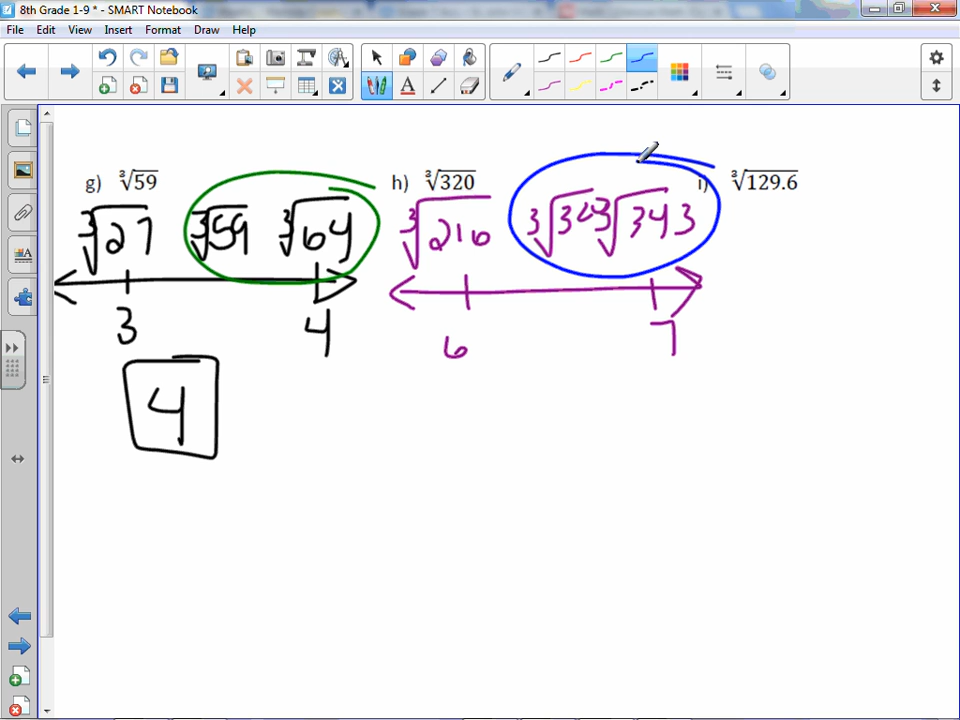 8th Grade 1-9 * - SMART Notebook
File Edit View Insert Format Draw Help
g) ∛59 h) ∛320 i) ∛129.6
∛27 ∛59 ∛64 ∛216 ∛343
3 4 6 7
4